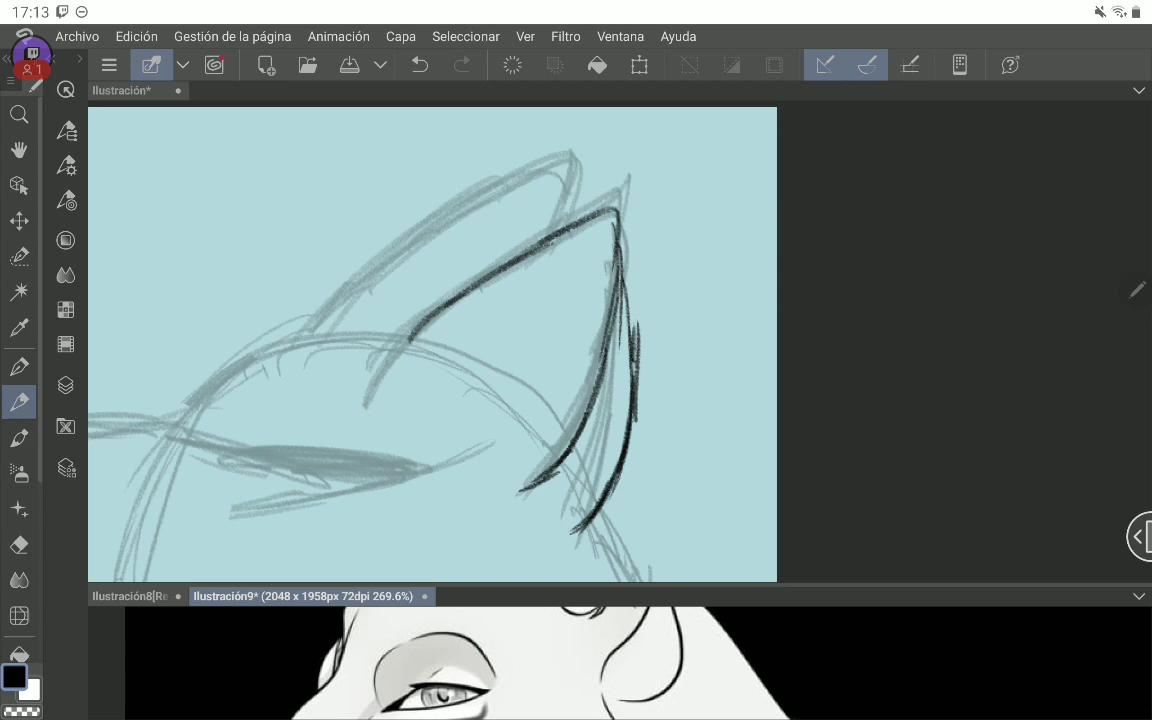 17:13
Archivo Edición Gestión de la página Animación Capa Seleccionar Ver Filtro Ventana Ayuda
1
Ilustración*
Ilustración8[Re Ilustración9* (2048 x 1958px 72dpi 269.6%)